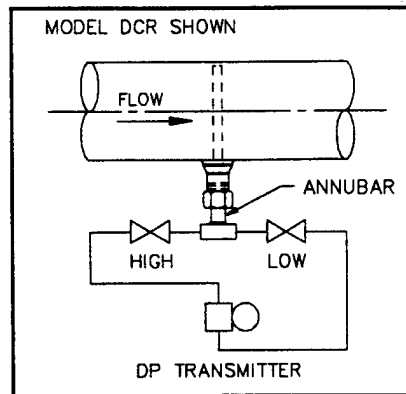 MODEL DCR SHOWN
FLOW
ANNUBAR
HIGH
LOW
DP TRANSMITTER